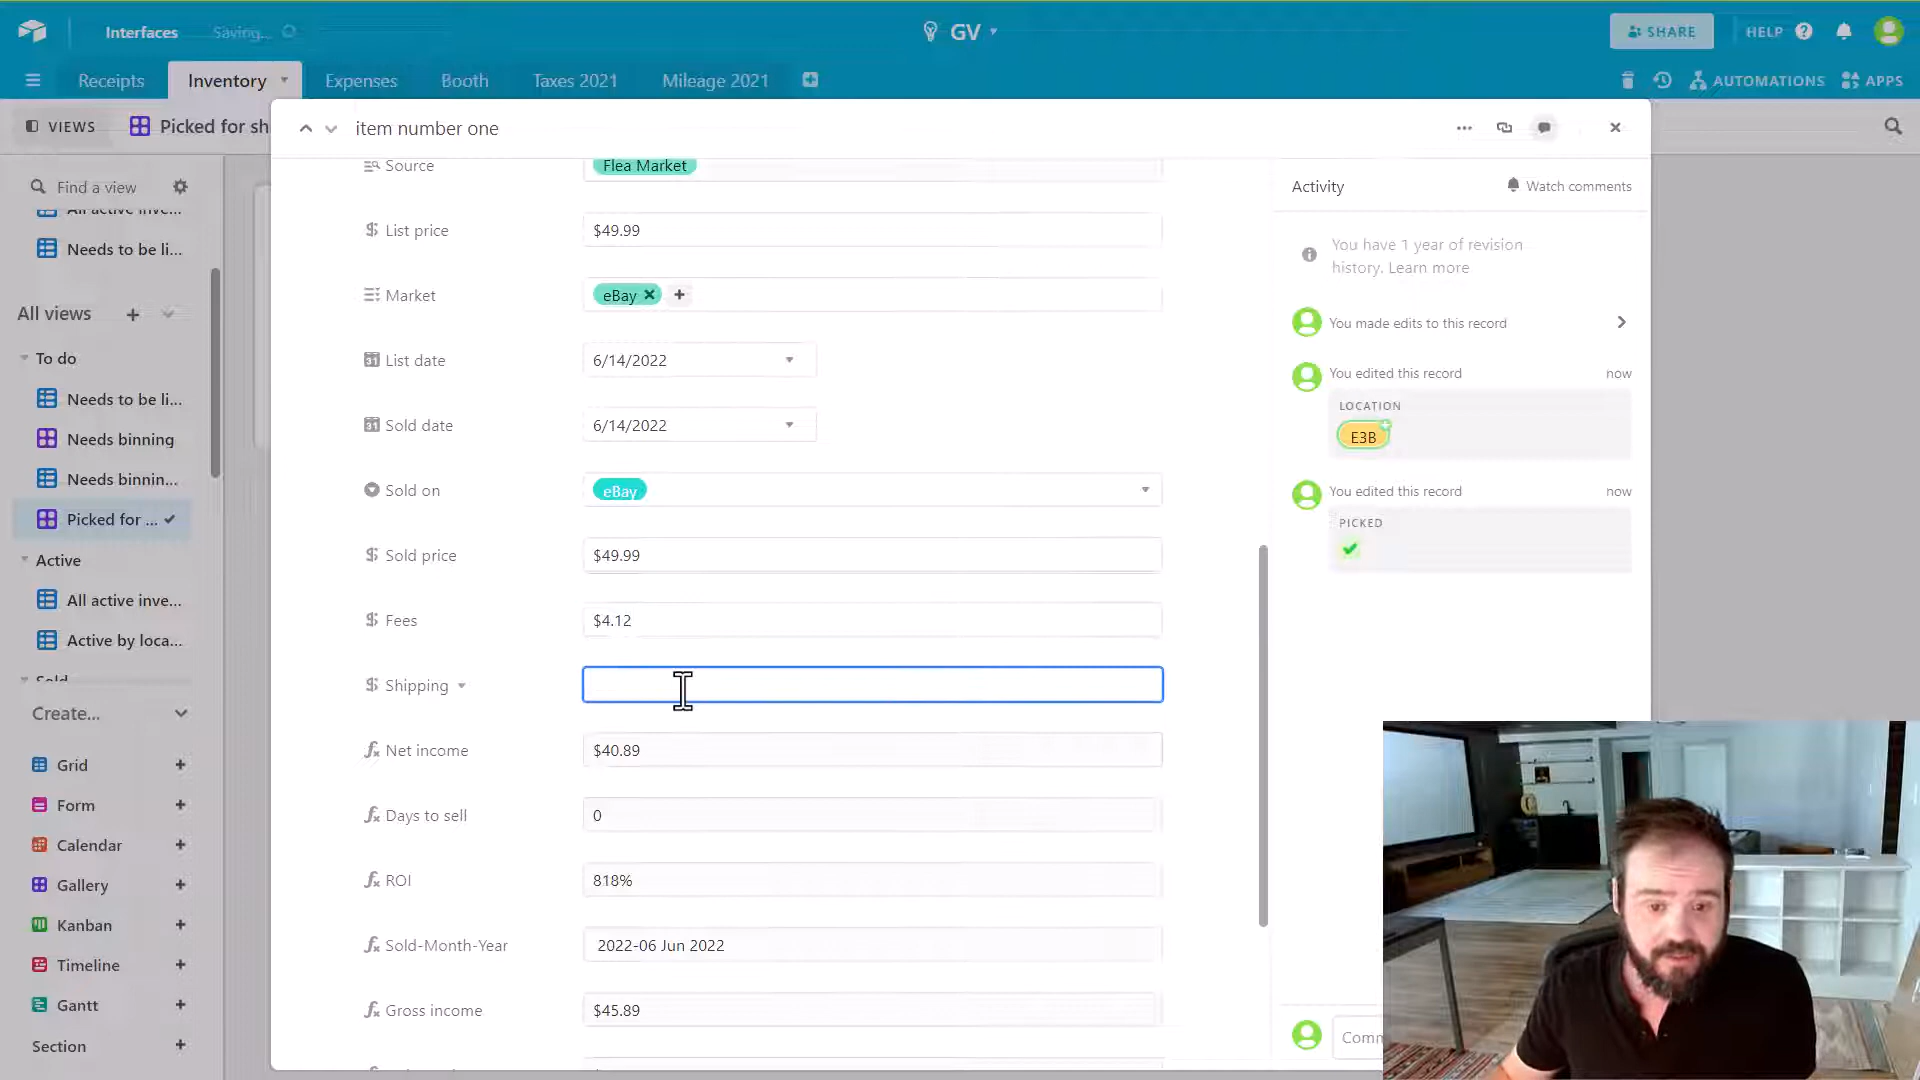 Interfaces
Saving...
GV
SHARE
HELP
Receipts
Inventory
Expenses
Booth
Taxes 2021
Mileage 2021
AUTOMATIONS
APPS
VIEWS
Picked for sh
item number one
Find a view
All active inve...
Needs to be li...
All views
To do
Needs to be li...
Needs binning
Needs binnin...
Picked for ...
Active
All active inve...
Active by loca...
Sold
Create...
Grid
Form
Calendar
Gallery
Kanban
Timeline
Gantt
Section
Source
Flea Market
List price
$49.99
Market
eBay
List date
6/14/2022
Sold date
6/14/2022
Sold on
eBay
Sold price
$49.99
Fees
$4.12
Shipping
Net income
$40.89
Days to sell
0
ROI
818%
Sold-Month-Year
2022-06 Jun 2022
Gross income
$45.89
Activity
Watch comments
You have 1 year of revision
history. Learn more
You made edits to this record
You edited this record
now
LOCATION
E3B
You edited this record
now
PICKED
Comm